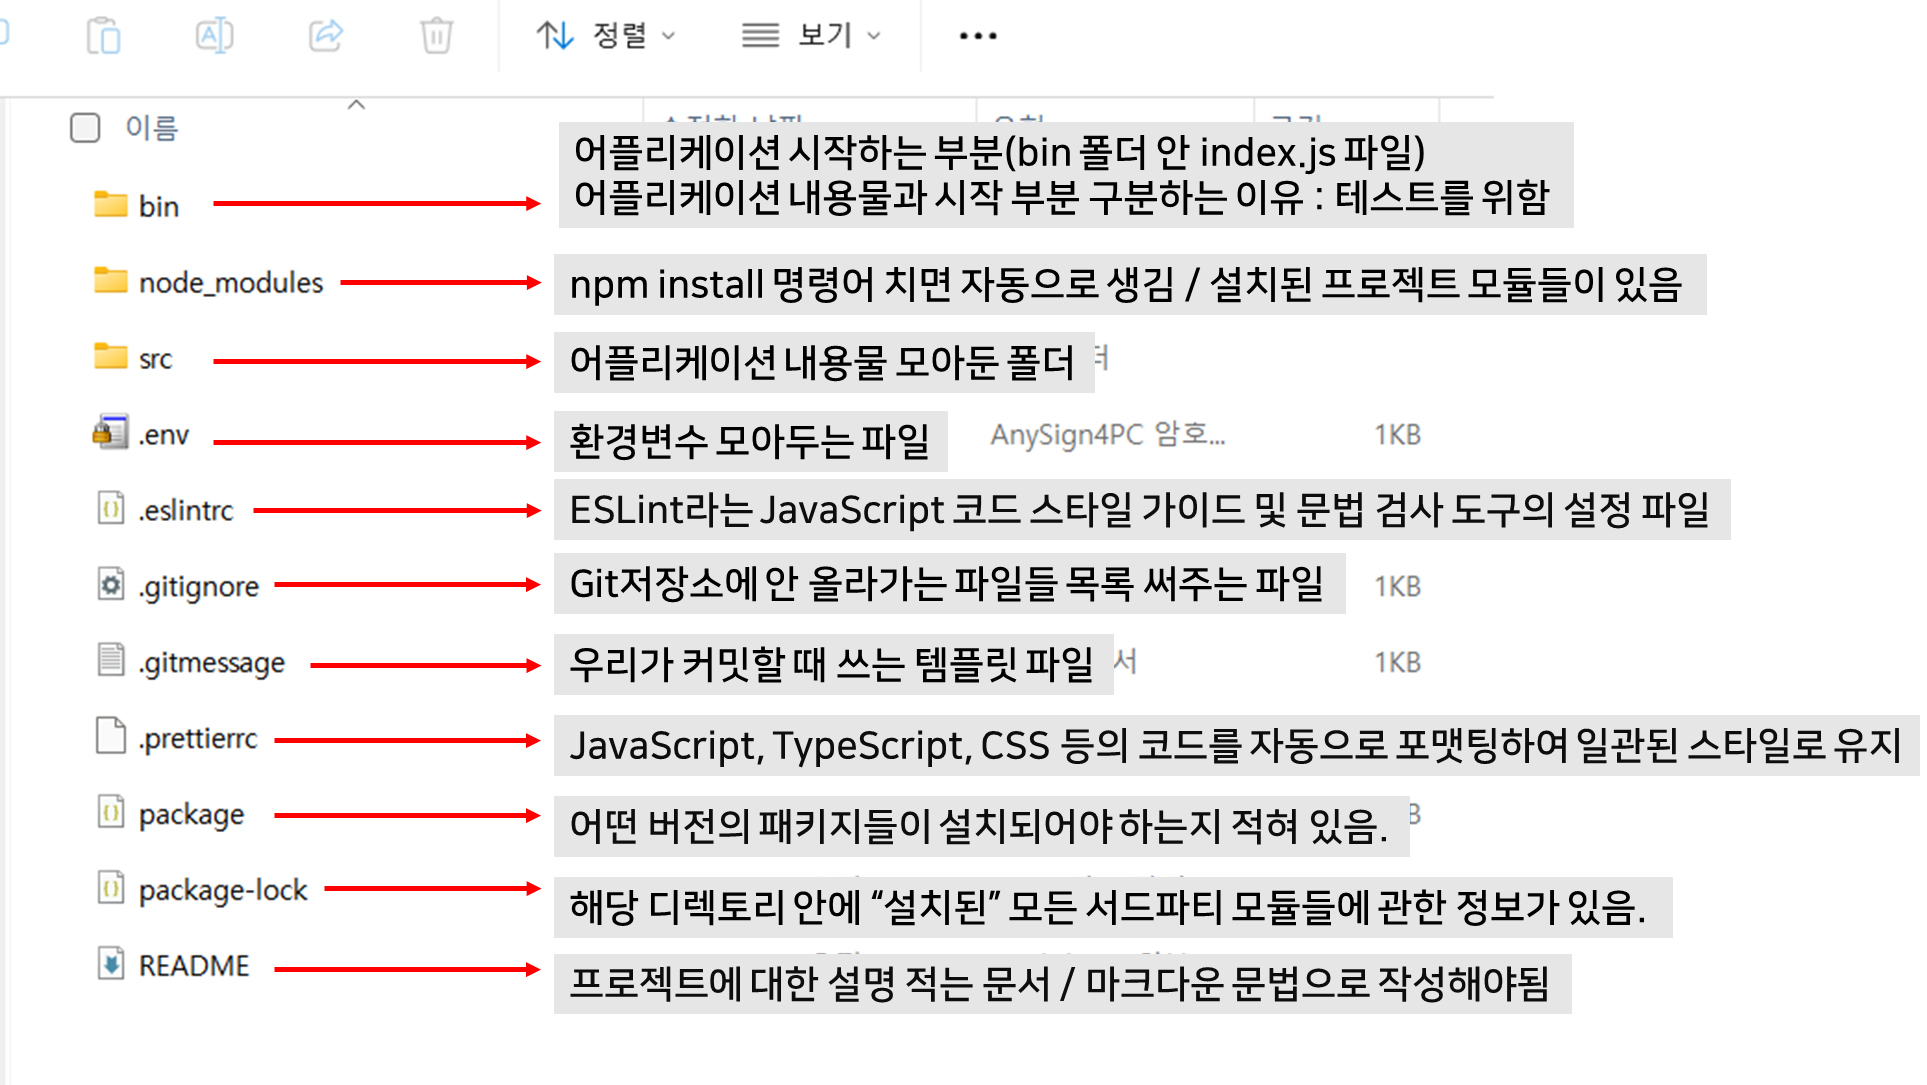 정렬
보기
이름
어플리케이션 시작하는 부분(bin 폴더 안 index.js 파일)
어플리케이션 내용물과 시작 부분 구분하는 이유 : 테스트를 위함
bin
node_modules
npm install 명령어 치면 자동으로 생김 / 설치된 프로젝트 모듈들이 있음
src
어플리케이션 내용물 모아둔 폴더
.env
환경변수 모아두는 파일
AnySign4PC 암호...
1KB
.eslintrc
ESLint라는 JavaScript 코드 스타일 가이드 및 문법 검사 도구의 설정 파일
.gitignore
Git저장소에 안 올라가는 파일들 목록 써주는 파일
1KB
.gitmessage
우리가 커밋할 때 쓰는 템플릿 파일
서
1KB
.prettierrc
JavaScript, TypeScript, CSS 등의 코드를 자동으로 포맷팅하여 일관된 스타일로 유지
package
어떤 버전의 패키지들이 설치되어야 하는지 적혀 있음.
package-lock
해당 디렉토리 안에 “설치된” 모든 서드파티 모듈들에 관한 정보가 있음.
README
프로젝트에 대한 설명 적는 문서 / 마크다운 문법으로 작성해야됨